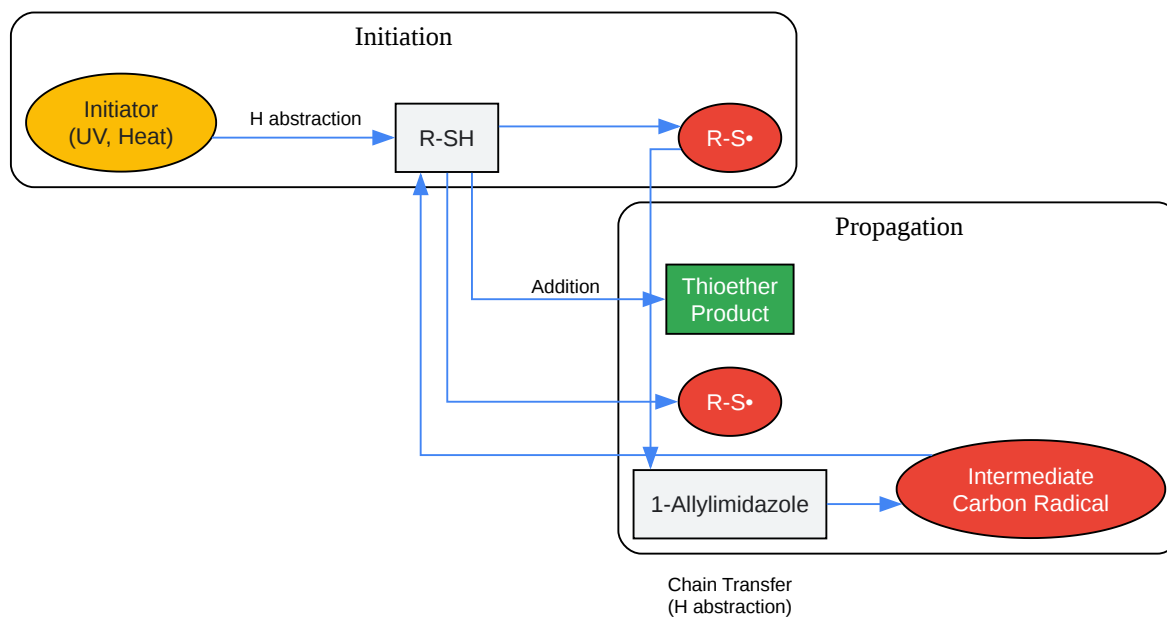 Initiation
Initiator
(UV, Heat)
H abstraction
R-SH
R-S•
Propagation
Addition
Thioether
Product
R-S•
1-Allylimidazole
Intermediate
Carbon Radical
Chain Transfer
(H abstraction)